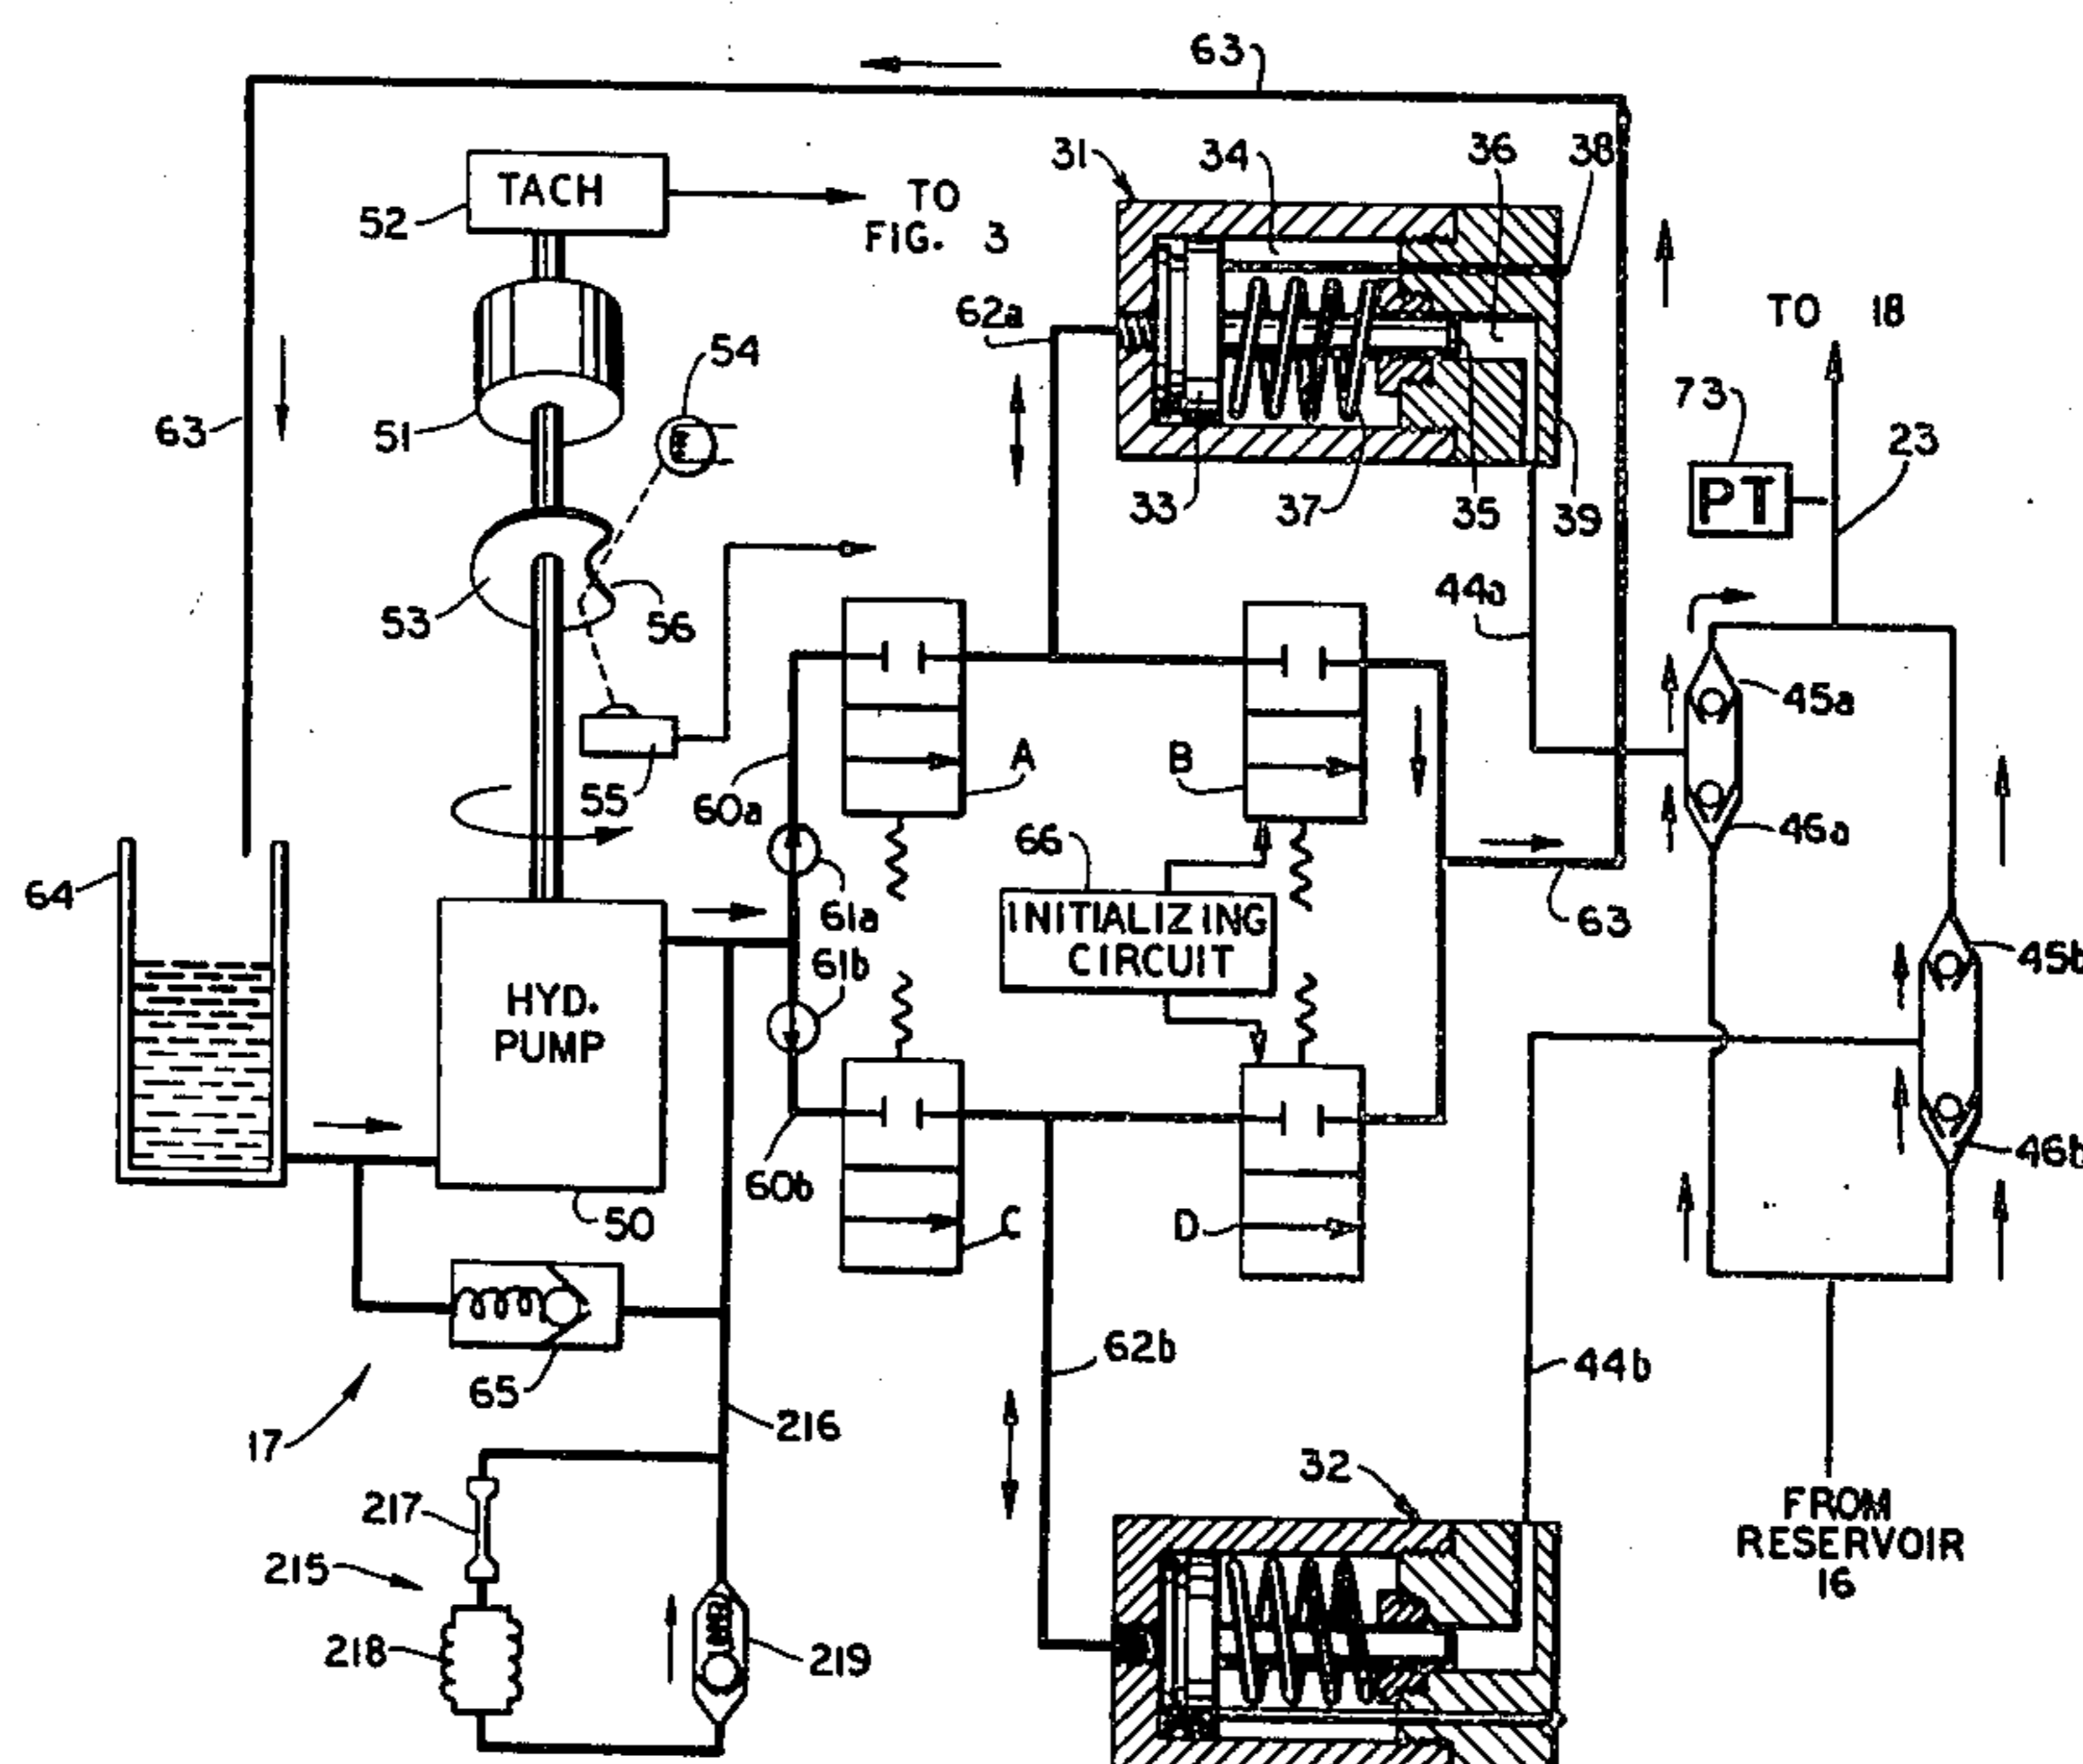 63
31
34
36
38
TACH
52
TO
FIG. 3
62a
TO 18
54
73
PT
23
63
51
33
37
35
39
44a
53
56
A
B
45a
55
60a
46a
64
66
61a
INITIALIZING
CIRCUIT
63
61b
45b
HYD.
PUMP
60b
46b
50
C
D
65
62b
44b
17
216
32
217
FROM
RESERVOIR
16
215
218
219